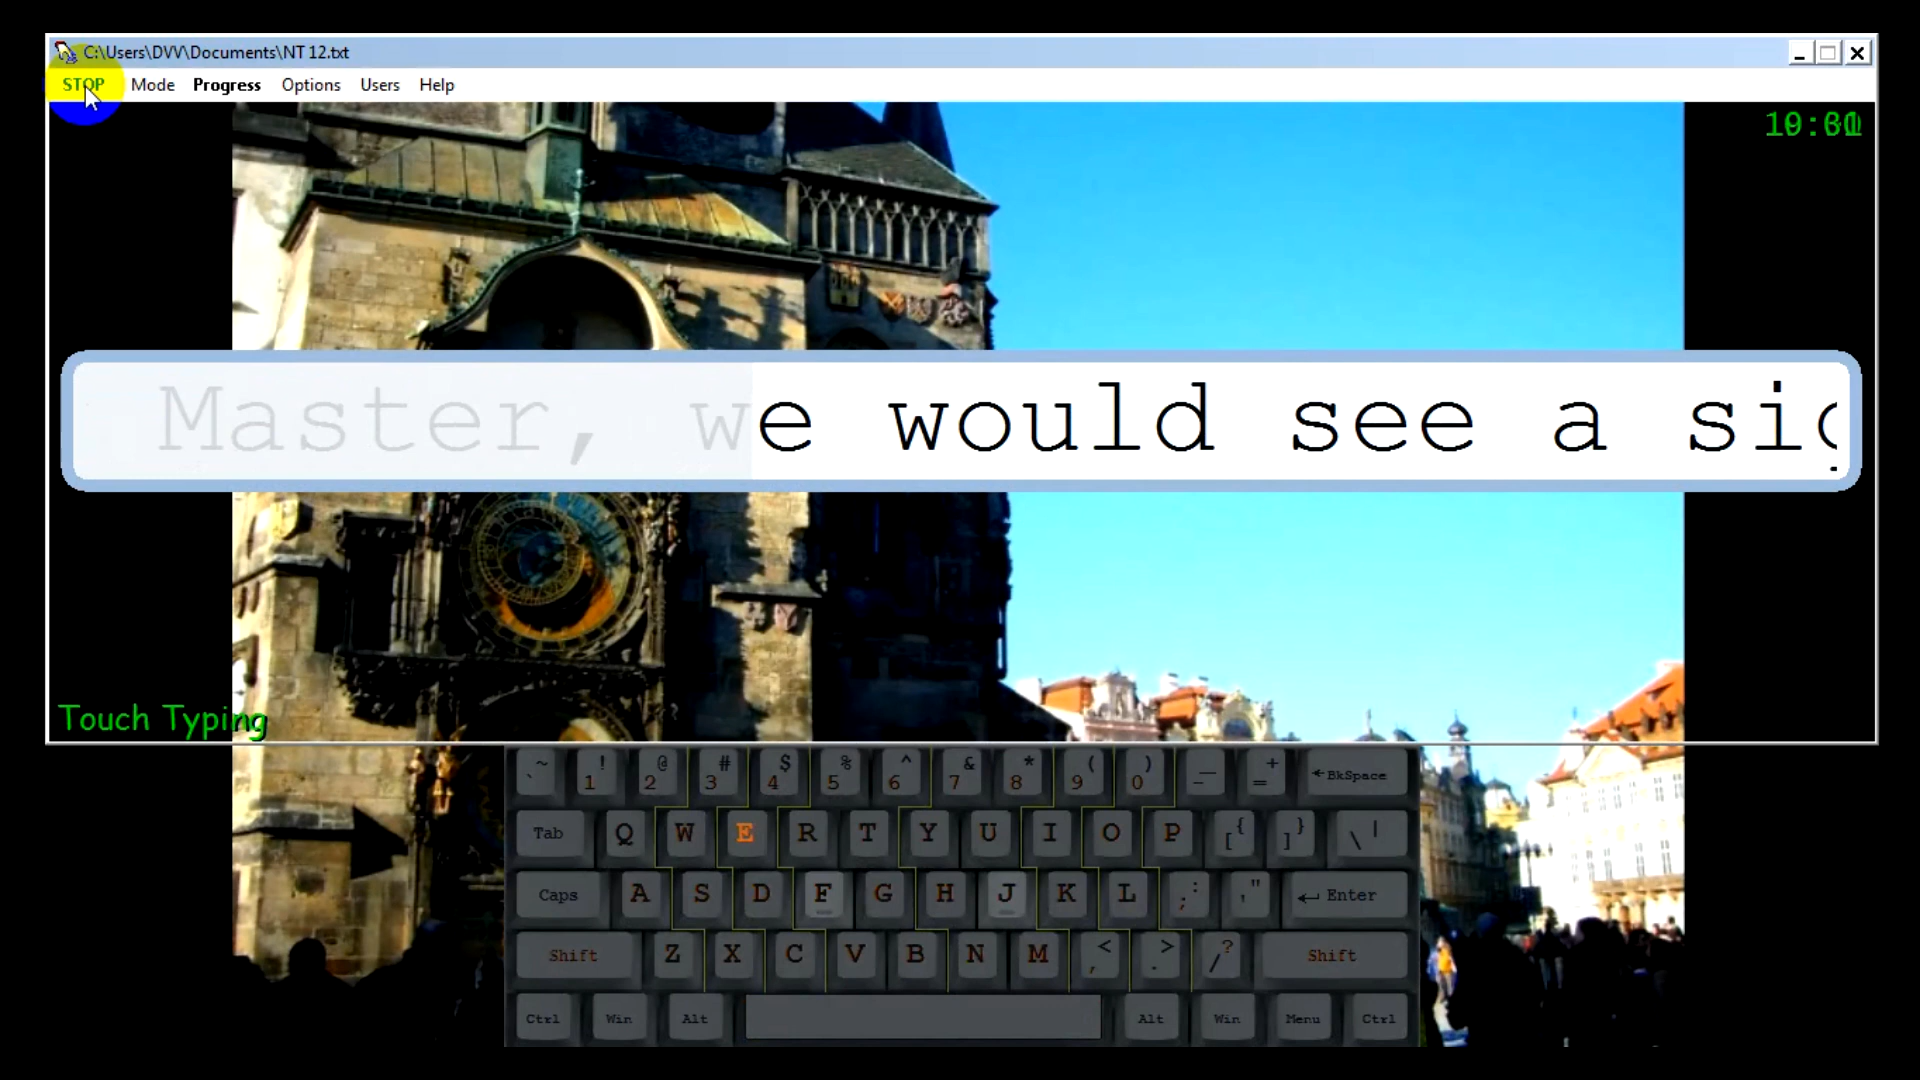 C:\Users\DVV\Documents\NT 12.txt
STOP Mode Progress Options Users Help
Master, we would see a sig
Touch Typing
` ~ 1 ! 2 @ 3 # 4 $ 5 % 6 ^ 7 & 8 * 9 ( 0 ) - _ = + ←BkSpace
Tab Q W E R T Y U I O P [ { ] } \ |
Caps A S D F G H J K L ; : ' " ↵ Enter
Shift Z X C V B N M , < . > / ? Shift
Ctrl Win Alt Alt Win Menu Ctrl